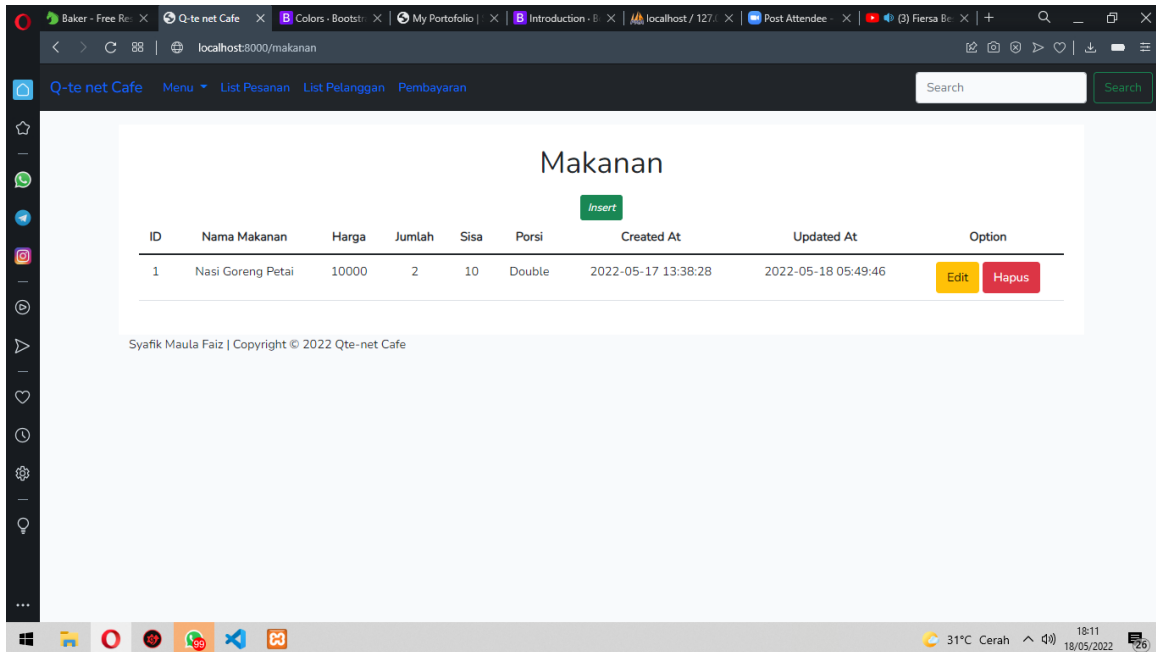 Baker - Free Re
Q-te net Cafe
Colors · Bootstr
My Portofolio |
Introduction · B
localhost / 127.
Post Attendee -
(3) Fiersa Be
localhost:8000/makanan
Q-te net Cafe Menu List Pesanan List Pelanggan Pembayaran Search Search
Makanan
Insert
ID Nama Makanan Harga Jumlah Sisa Porsi Created At Updated At Option
1 Nasi Goreng Petai 10000 2 10 Double 2022-05-17 13:38:28 2022-05-18 05:49:46 Edit Hapus
Syafik Maula Faiz | Copyright © 2022 Qte-net Cafe
99
31°C Cerah
18:11
18/05/2022
26